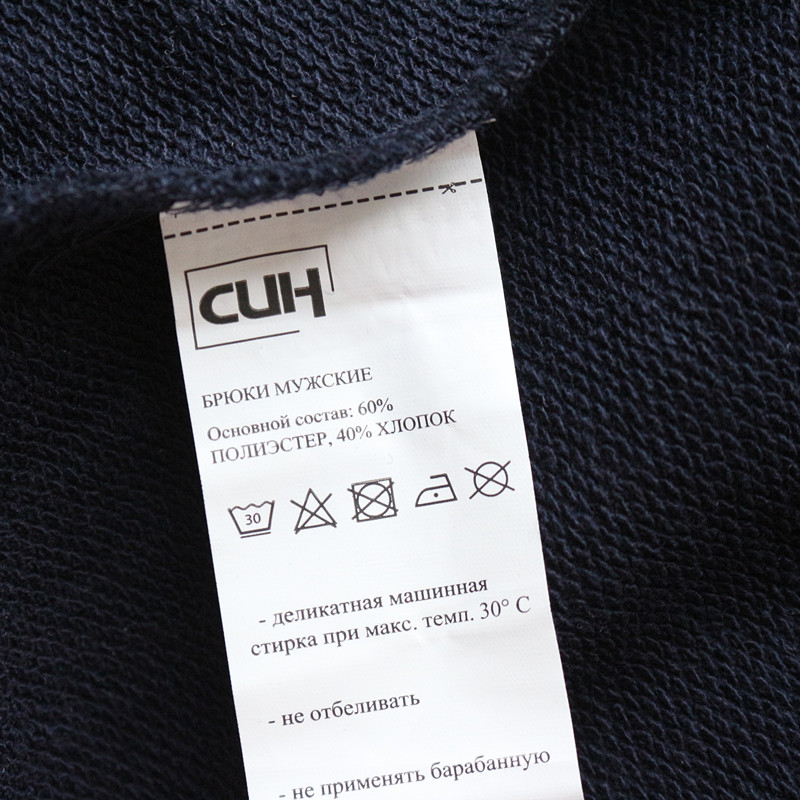 СИН
БРЮКИ МУЖСКИЕ
Основной состав: 60%
ПОЛИЭСТЕР, 40% ХЛОПОК
30
- деликатная машинная
стирка при макс. темп. 30° С
- не отбеливать
- не применять барабанную